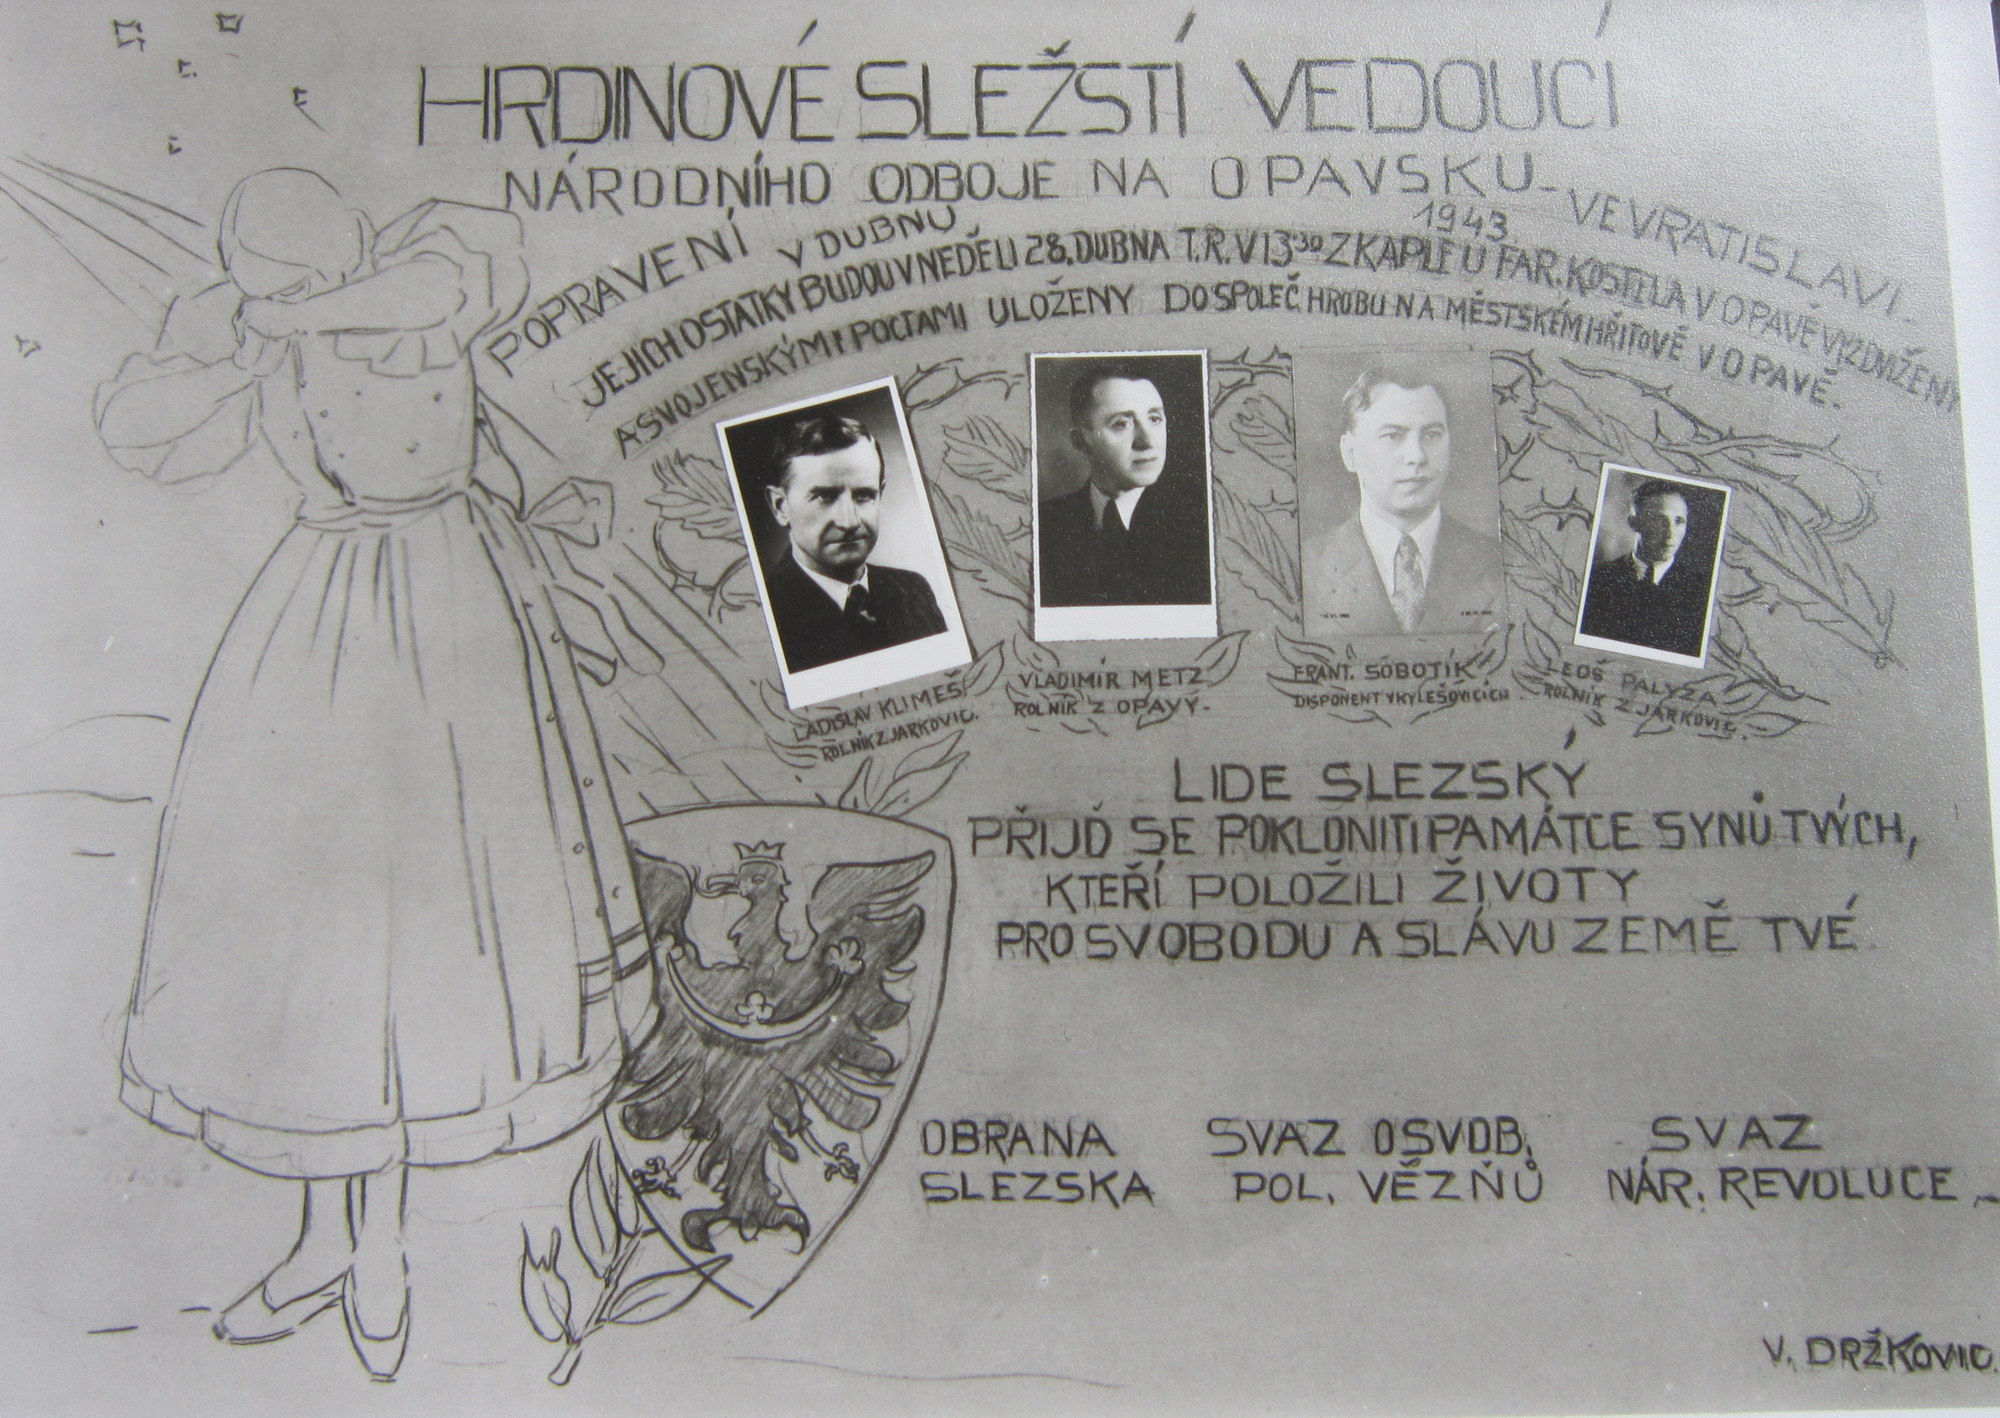 HRDINOVÉ SLEŽSTÍ VEDOUCÍ
NÁRODNÍHO ODBOJE NA OPAVSKU-
POPRAVENÍ V DUBNU 1943 VE VRATISLAVI.
JEJICH OSTATKY BUDOU V NEDĚLI 28. DUBNA T.R. V 13³⁰ Z KAPLE U FAR. KOSTELA V OPAVĚ VYZDVIŽENY
A S VOJENSKÝMI POCTAMI ULOŽENY DO SPOLEČ. HROBU NA MĚSTSKÉM HŘITOVĚ V OPAVĚ.
LADISLAV KLIMEŠ
ROLNÍK Z JARKOVIC.
VLADIMÍR METZ
ROLNÍK Z OPAVY.
FRANT. SOBOTÍK
DISPONENT V KYLEŠOVICÍCH
LEOŠ PALYZA
ROLNÍK Z JARKOVIC.
LIDE SLEZSKÝ
PŘIJĎ SE POKLONITI PAMÁTCE SYNŮ TVÝCH,
KTEŘÍ POLOŽILI ŽIVOTY
PRO SVOBODU A SLÁVU ZEMĚ TVÉ
OBRANA
SLEZSKA
SVAZ OSVOB.
POL. VĚZŇŮ
SVAZ
NÁR. REVOLUCE
V. DRŽKOVIC.